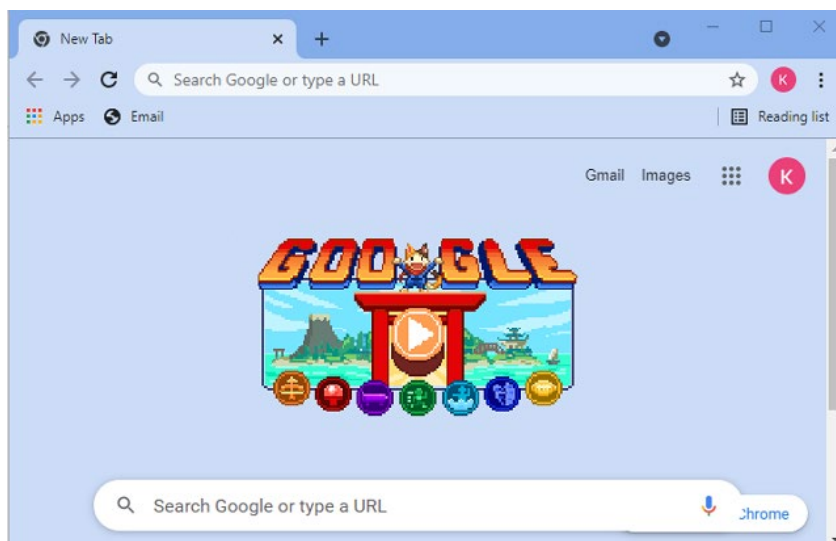 New Tab
Search Google or type a URL
K
Apps Email Reading list
Gmail Images K
GOOGLE
Search Google or type a URL
Chrome